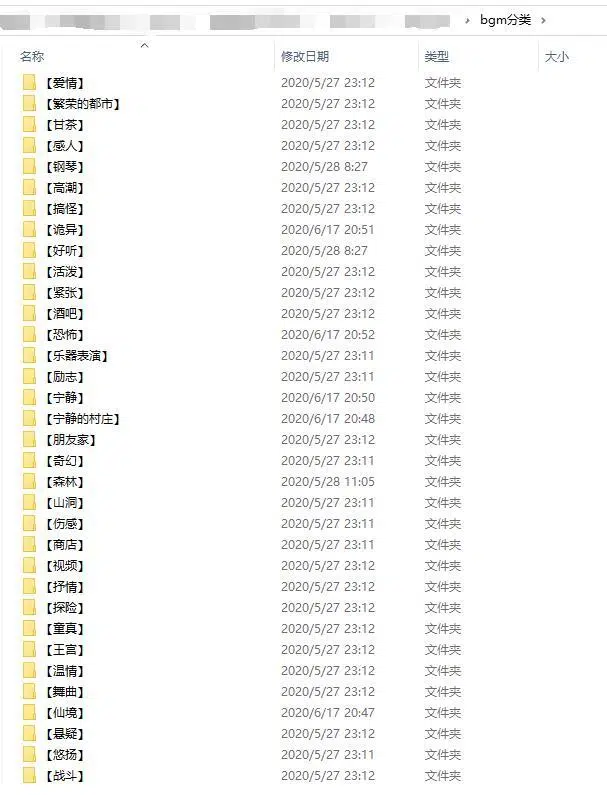 › bgm分类 ›
名称 修改日期 类型 大小
【爱情】 2020/5/27 23:12 文件夹
【繁荣的都市】 2020/5/27 23:12 文件夹
【甘茶】 2020/5/27 23:12 文件夹
【感人】 2020/5/27 23:12 文件夹
【钢琴】 2020/5/28 8:27 文件夹
【高潮】 2020/5/27 23:12 文件夹
【搞怪】 2020/5/27 23:12 文件夹
【诡异】 2020/6/17 20:51 文件夹
【好听】 2020/5/28 8:27 文件夹
【活泼】 2020/5/27 23:12 文件夹
【紧张】 2020/5/27 23:12 文件夹
【酒吧】 2020/5/27 23:12 文件夹
【恐怖】 2020/6/17 20:52 文件夹
【乐器表演】 2020/5/27 23:11 文件夹
【励志】 2020/5/27 23:11 文件夹
【宁静】 2020/6/17 20:50 文件夹
【宁静的村庄】 2020/6/17 20:48 文件夹
【朋友家】 2020/5/27 23:12 文件夹
【奇幻】 2020/5/27 23:11 文件夹
【森林】 2020/5/28 11:05 文件夹
【山洞】 2020/5/27 23:11 文件夹
【伤感】 2020/5/27 23:11 文件夹
【商店】 2020/5/27 23:11 文件夹
【视频】 2020/5/27 23:12 文件夹
【抒情】 2020/5/27 23:12 文件夹
【探险】 2020/5/27 23:12 文件夹
【童真】 2020/5/27 23:12 文件夹
【王宫】 2020/5/27 23:12 文件夹
【温情】 2020/5/27 23:12 文件夹
【舞曲】 2020/5/27 23:12 文件夹
【仙境】 2020/6/17 20:47 文件夹
【悬疑】 2020/5/27 23:12 文件夹
【悠扬】 2020/5/27 23:11 文件夹
【战斗】 2020/5/27 23:12 文件夹